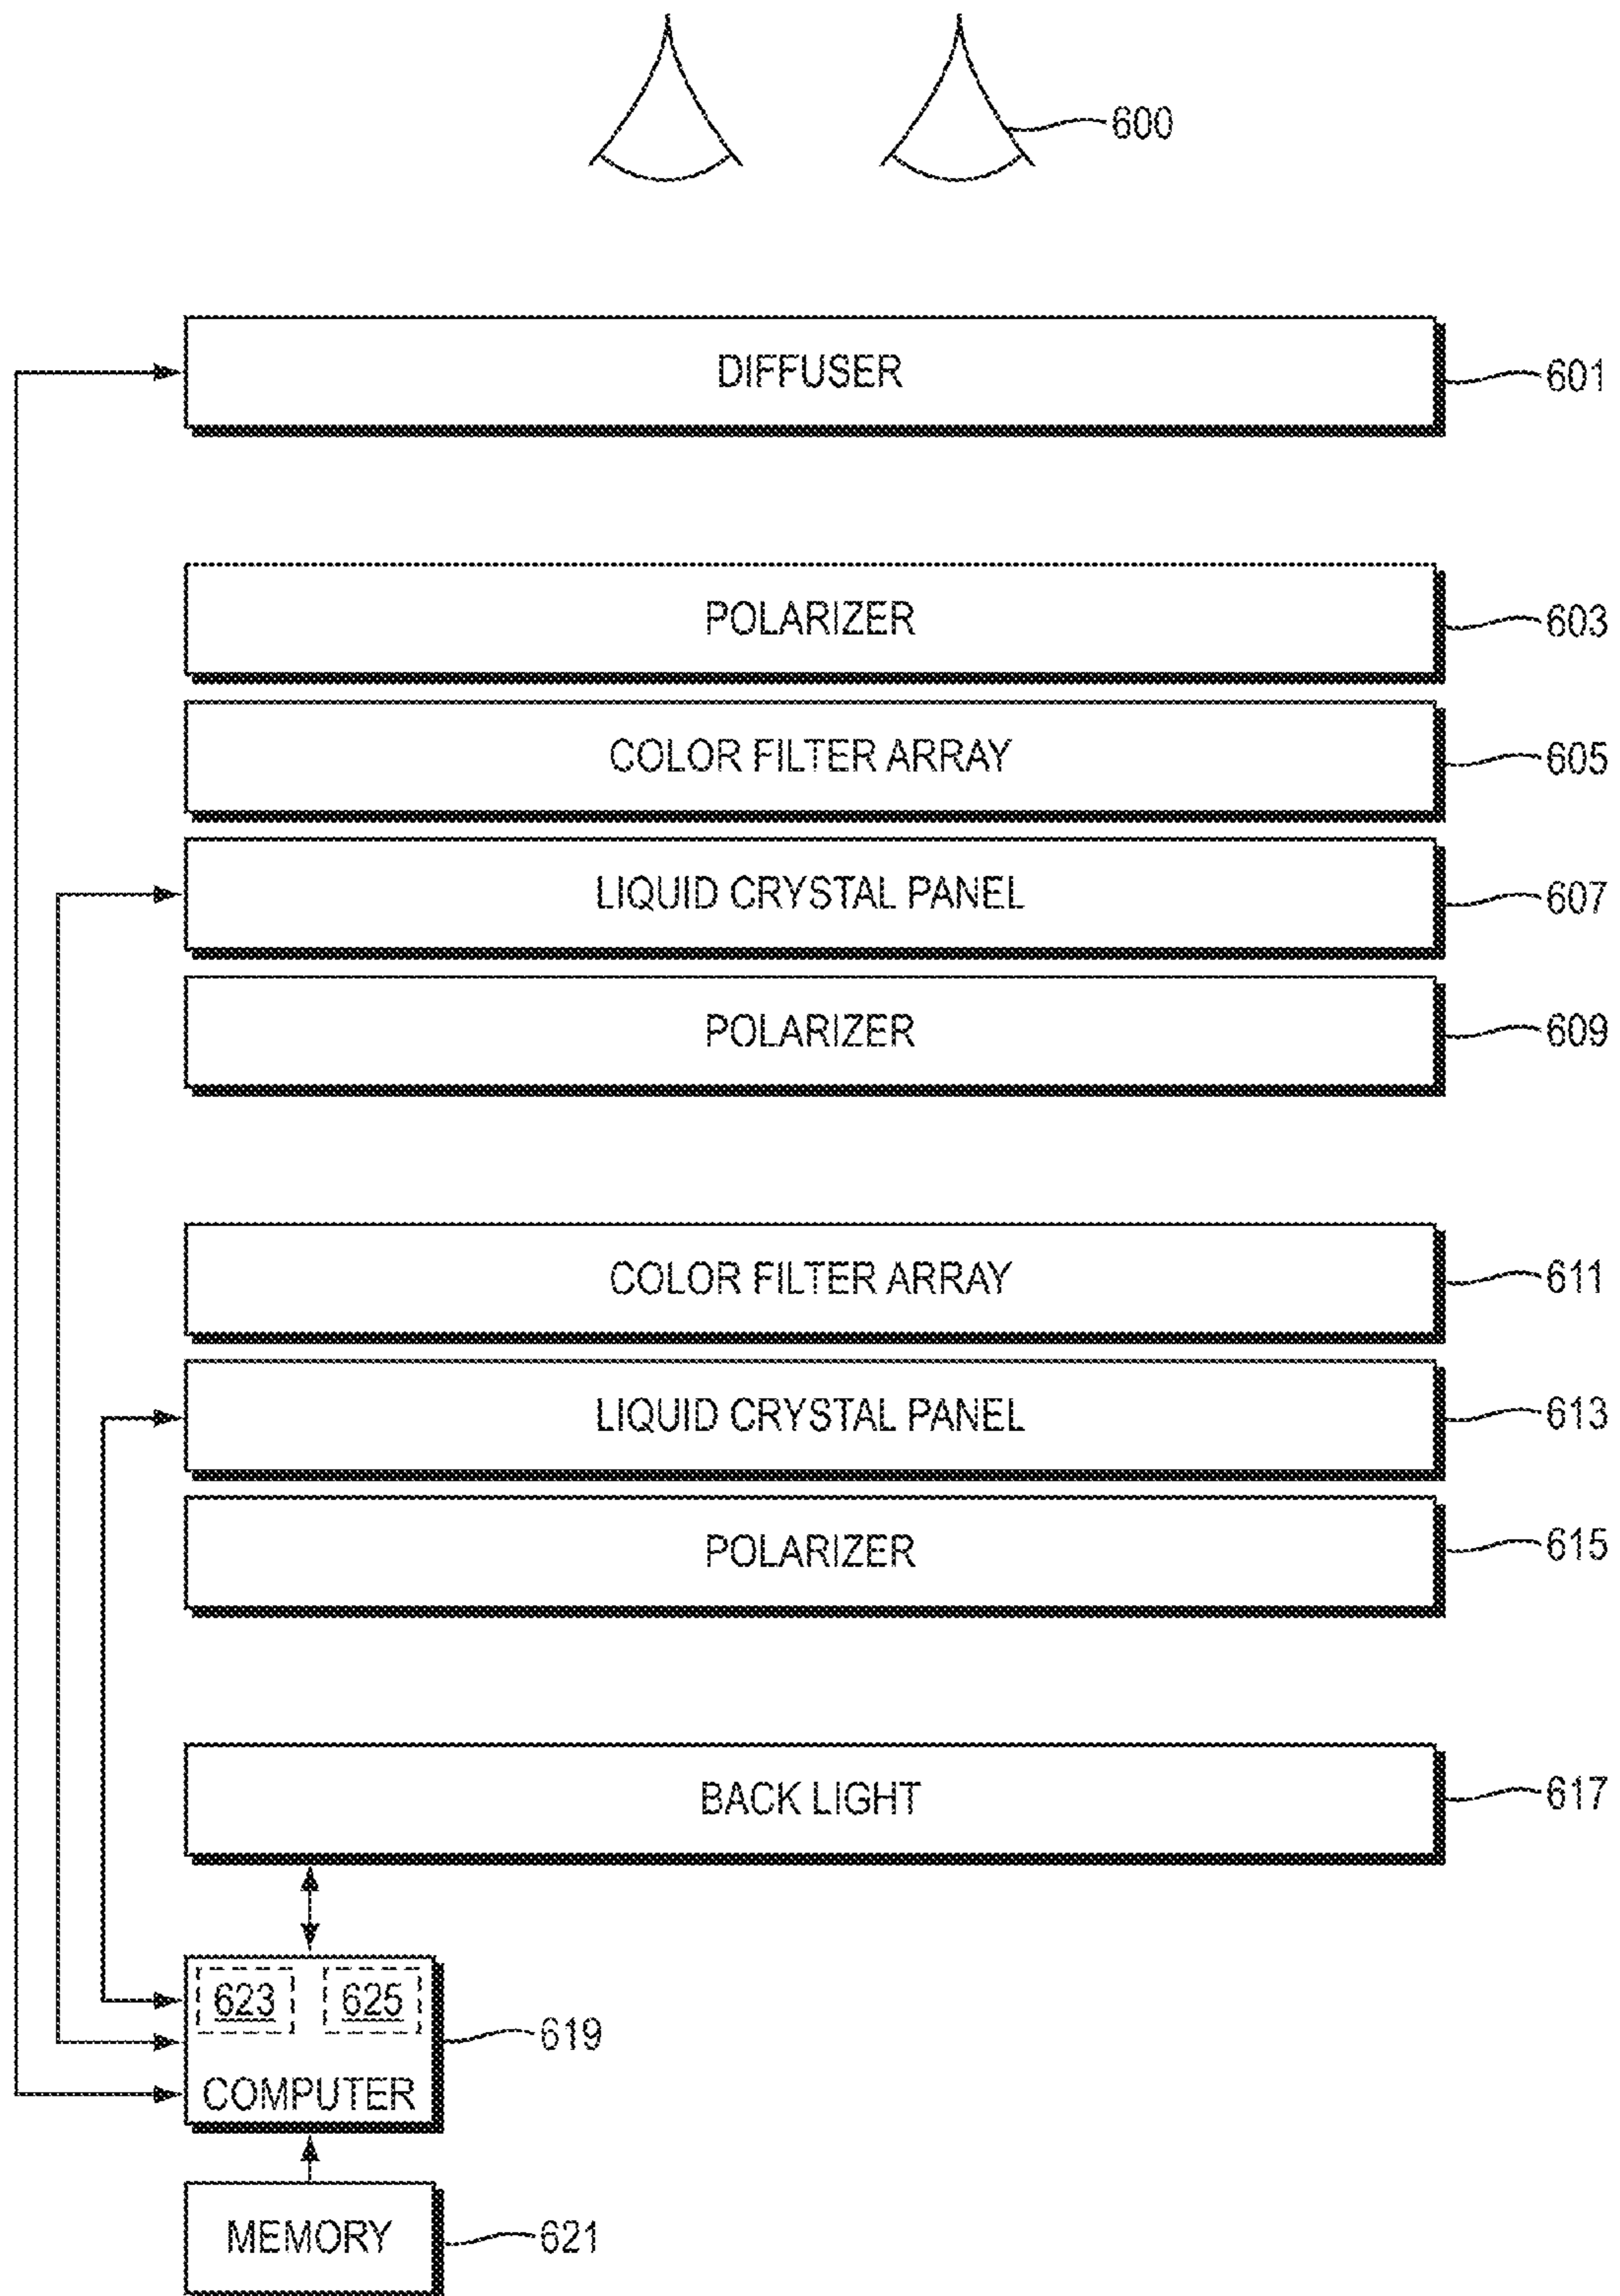 600
DIFFUSER
601
POLARIZER
603
COLOR FILTER ARRAY
605
LIQUID CRYSTAL PANEL
607
POLARIZER
609
COLOR FILTER ARRAY
611
LIQUID CRYSTAL PANEL
613
POLARIZER
615
BACK LIGHT
617
623 625
619
COMPUTER
MEMORY
621